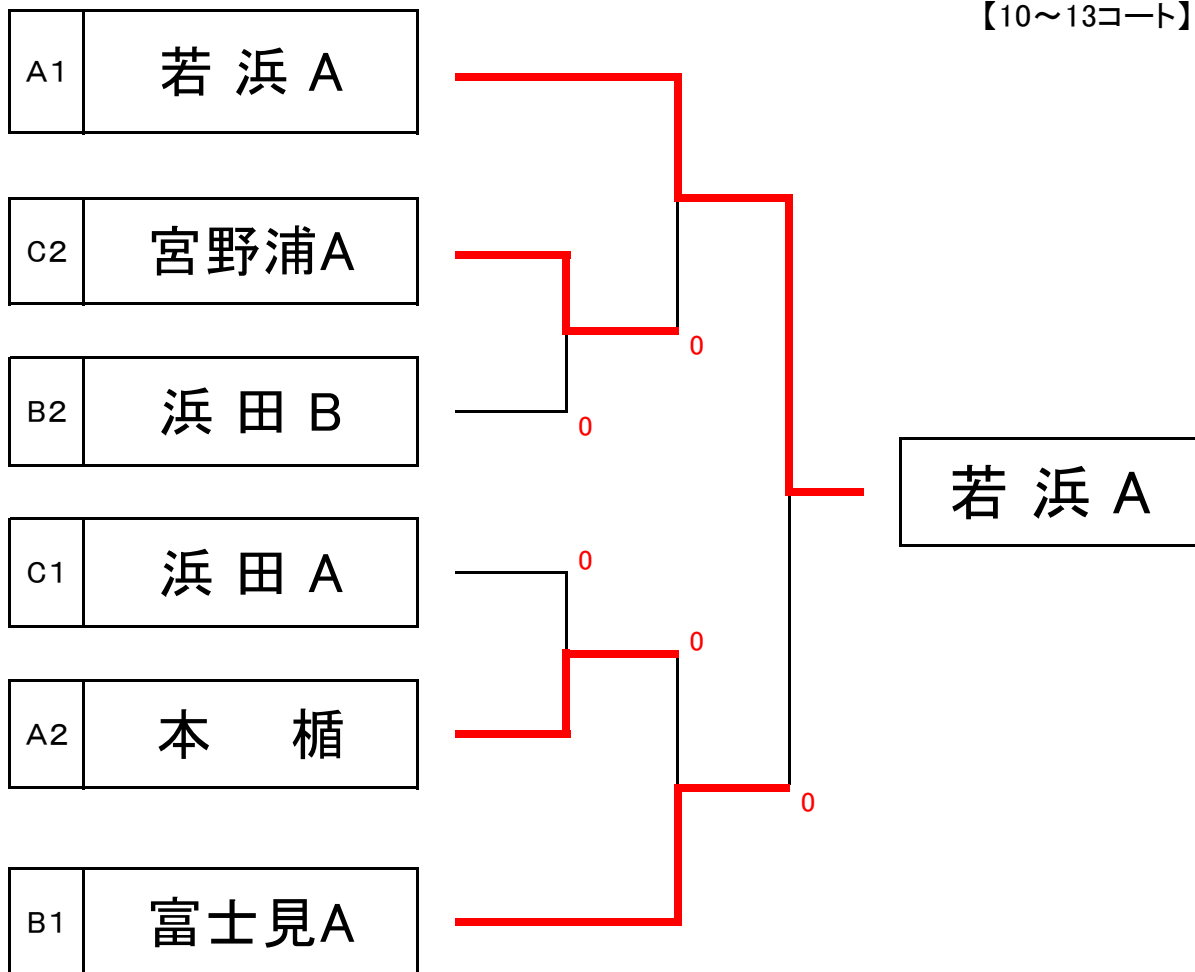 【10～13コート】
A1 若 浜 A
C2 宮野浦A
0
B2 浜 田 B
0
若 浜 A
C1 浜 田 A
0
0
A2 本 楯
0
B1 富士見A